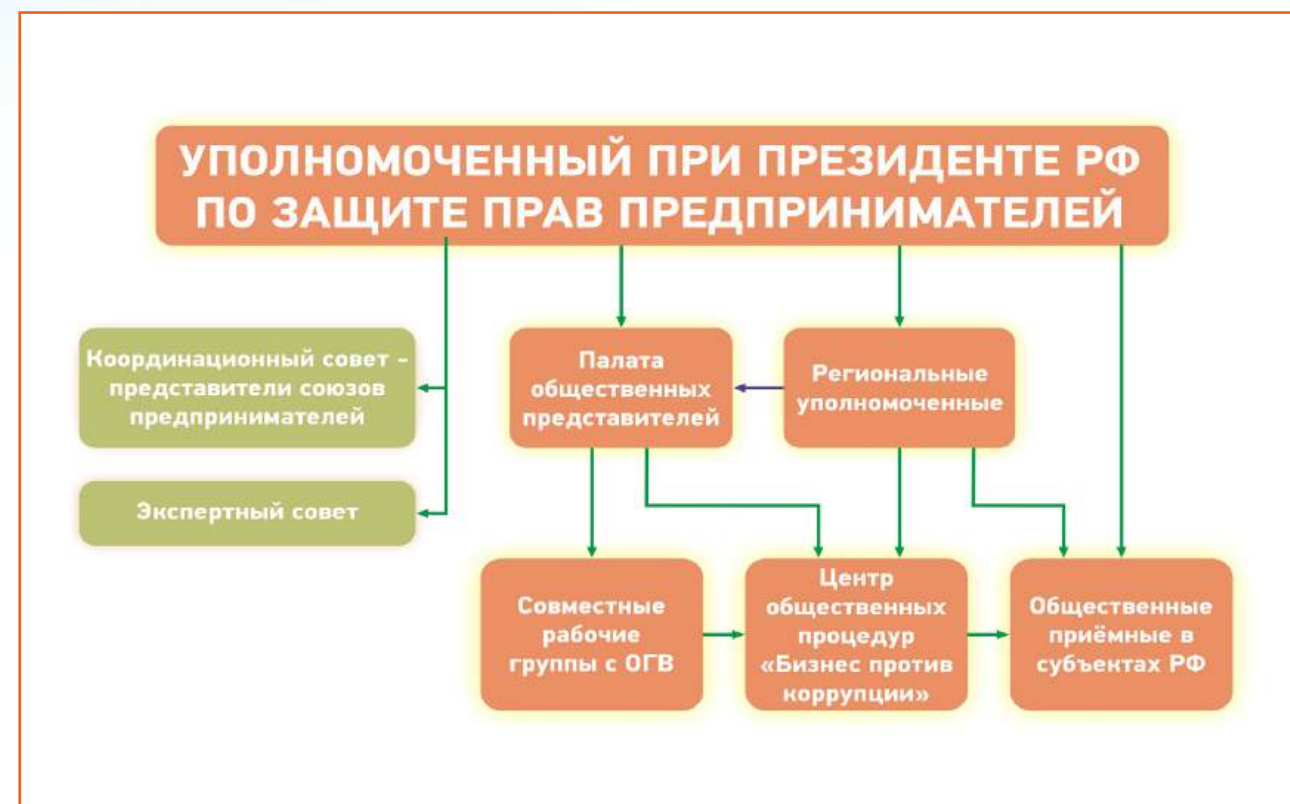 УПОЛНОМОЧЕННЫЙ ПРИ ПРЕЗИДЕНТЕ РФ
ПО ЗАЩИТЕ ПРАВ ПРЕДПРИНИМАТЕЛЕЙ
Координационный совет -
представители союзов
предпринимателей
Экспертный совет
Палата
общественных
представителей
Региональные
уполномоченные
Совместные
рабочие
группы с ОГВ
Центр
общественных
процедур
«Бизнес против
коррупции»
Общественные
приёмные в
субъектах РФ